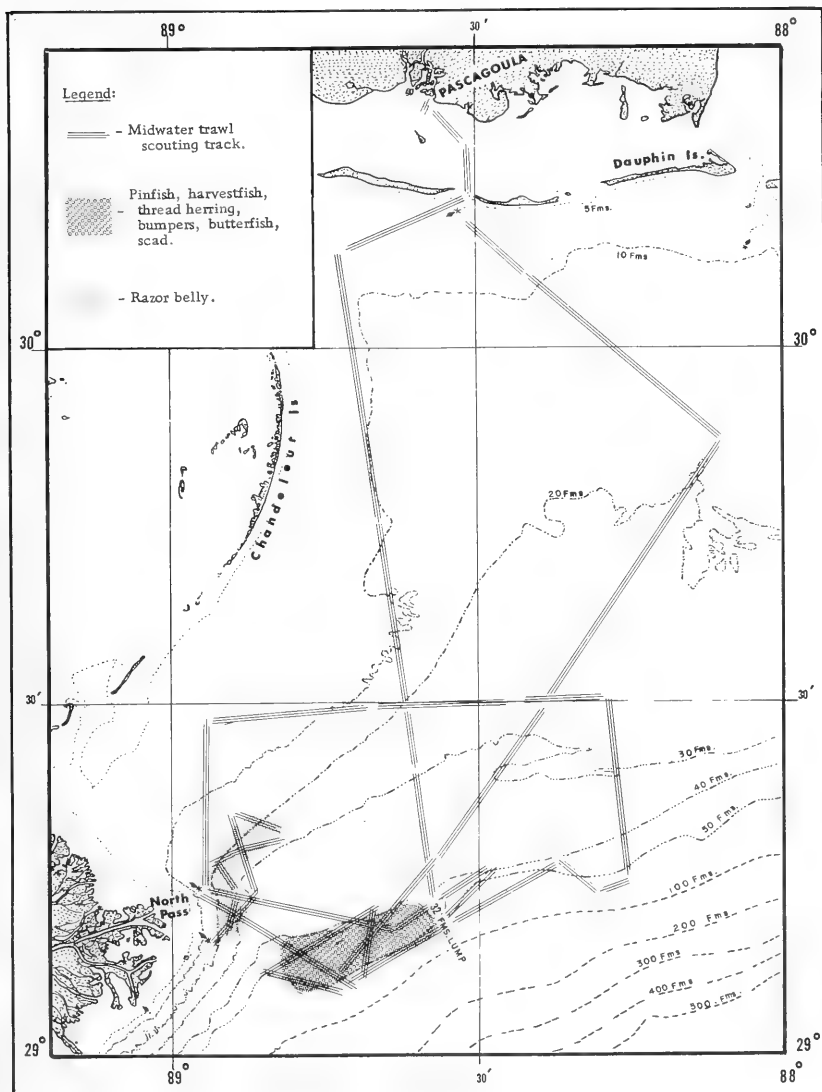 89°
30′
88°
Legend:
- Midwater trawl
scouting track.
- Pinfish, harvestfish,
thread herring,
bumpers, butterfish,
scad.
- Razor belly.
PASCAGOULA
Dauphin Is.
5 Fms.
10 Fms
30°
30°
Chandeleur Is
20 Fms.
30′
30′
30 Fms.
40 Fms.
50 Fms.
100 Fms
200 Fms
300 Fms
400 Fms
500 Fms.
North
Pass
32 FMS. LUMP
29°
29°
89°
30′
88°